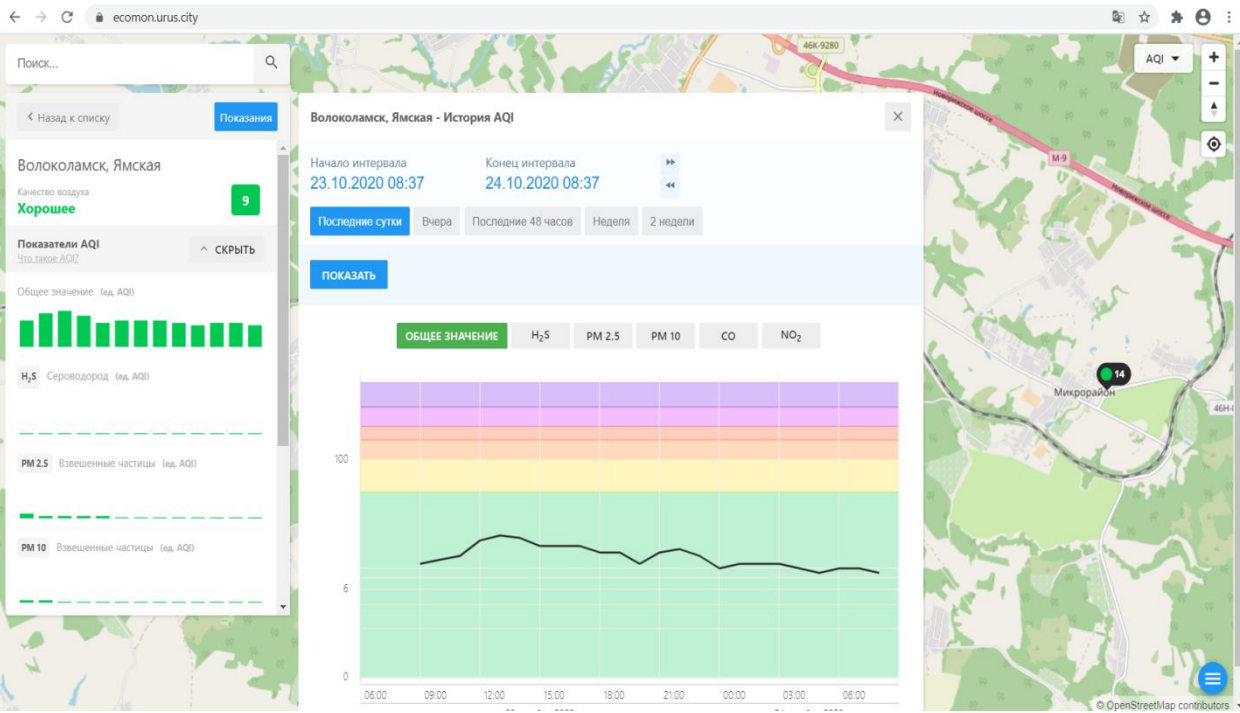 ecomon.urus.city
Поиск...
Назад к списку
Показания
Волоколамск, Ямская
Качество воздуха
Хорошее
9
Показатели AQI
Что такое AQI?
СКРЫТЬ
Общее значение (ед. AQI)
H₂S Сероводород (ед. AQI)
PM 2.5 Взвешенные частицы (ед. AQI)
PM 10 Взвешенные частицы (ед. AQI)
Волоколамск, Ямская - История AQI
Начало интервала
23.10.2020 08:37
Конец интервала
24.10.2020 08:37
Последние сутки
Вчера
Последние 48 часов
Неделя
2 недели
ПОКАЗАТЬ
ОБЩЕЕ ЗНАЧЕНИЕ
H₂S
PM 2.5
PM 10
CO
NO₂
100
6
0
06:00 09:00 12:00 15:00 18:00 21:00 00:00 03:00 06:00
46K-9280
AQI
Новорижское шоссе
М-9
Новорижское шоссе
14
Микрорайон
© OpenStreetMap contributors